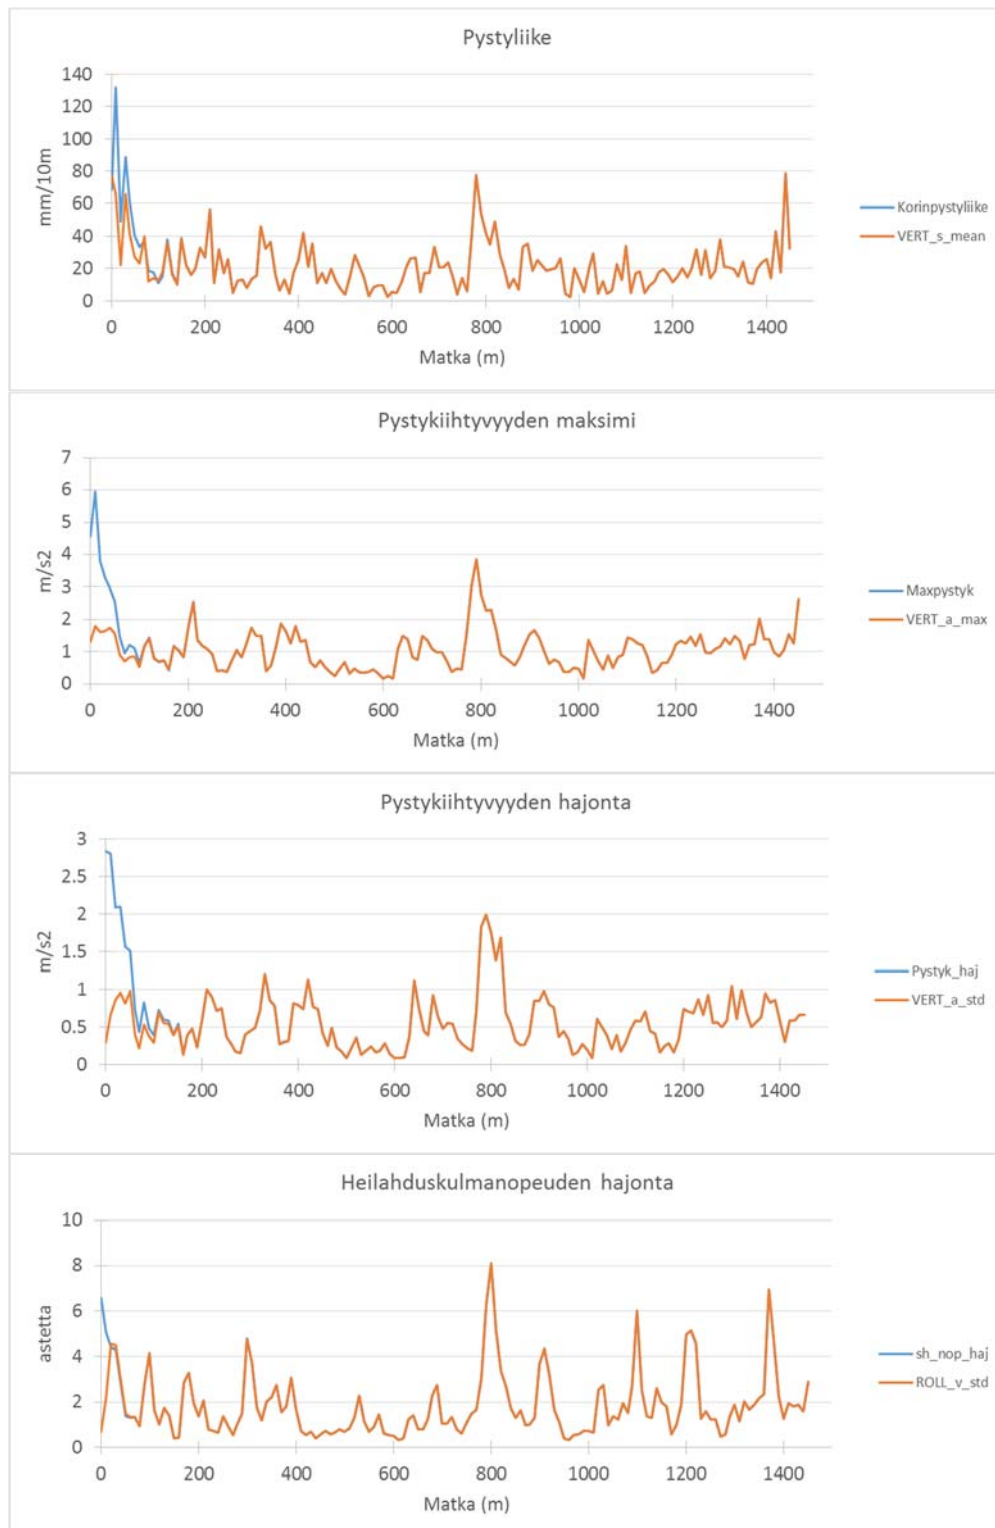 Pystyliike
140
120
100
80
60
40
20
0
mm/10m
0 200 400 600 800 1000 1200 1400
Matka (m)
Korinpystyliike
VERT_s_mean
Pystykiihtyvyyden maksimi
7
6
5
4
3
2
1
0
m/s2
0 200 400 600 800 1000 1200 1400
Matka (m)
Maxpystyk
VERT_a_max
Pystykiihtyvyyden hajonta
3
2.5
2
1.5
1
0.5
0
m/s2
0 200 400 600 800 1000 1200 1400
Matka (m)
Pystyk_haj
VERT_a_std
Heilahduskulmanopeuden hajonta
10
8
6
4
2
0
astetta
0 200 400 600 800 1000 1200 1400
Matka (m)
sh_nop_haj
ROLL_v_std